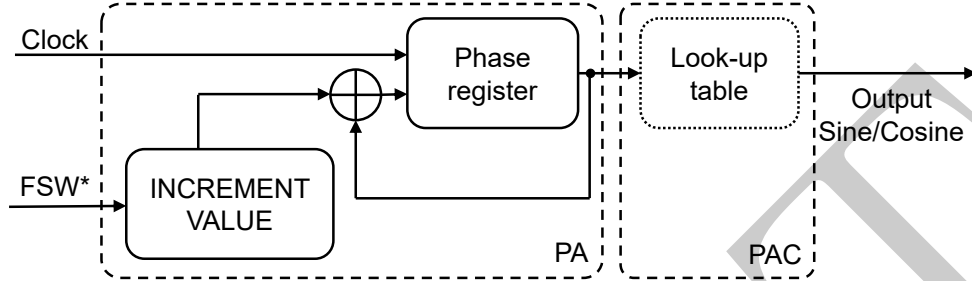 Clock
Phase
register
Look-up
table
Output
Sine/Cosine
FSW*
INCREMENT
VALUE
PA
PAC